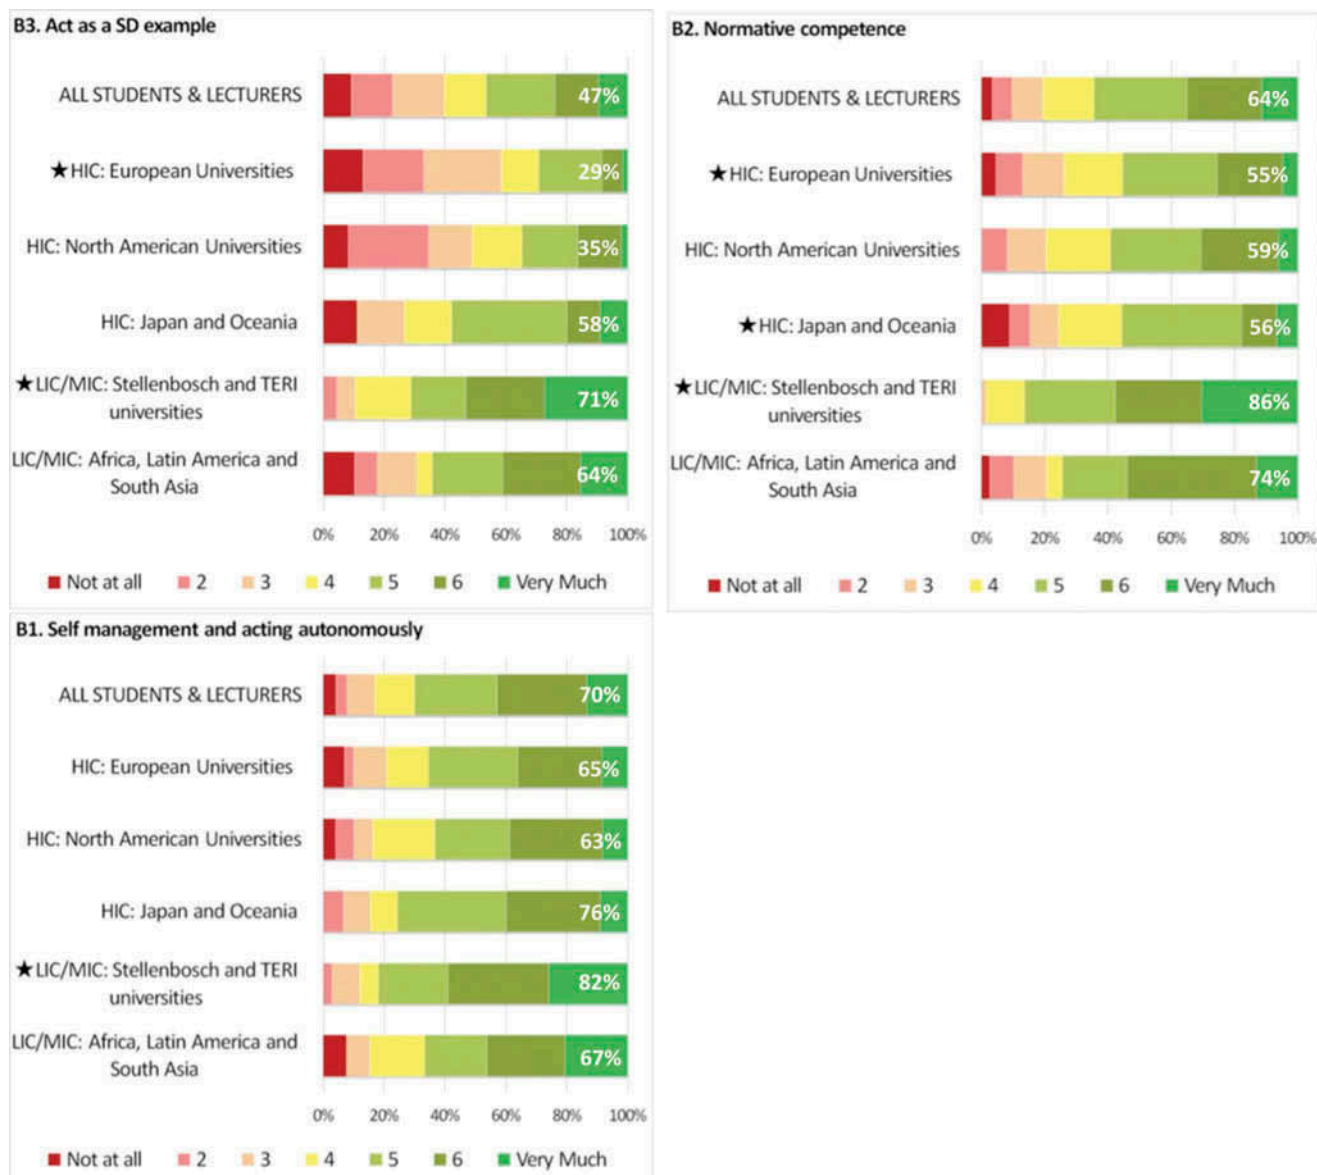 B3. Act as a SD example
ALL STUDENTS & LECTURERS
47%
★HIC: European Universities
29%
HIC: North American Universities
35%
HIC: Japan and Oceania
58%
★LIC/MIC: Stellenbosch and TERI
universities
71%
LIC/MIC: Africa, Latin America and
South Asia
64%
0% 20% 40% 60% 80% 100%
Not at all 2 3 4 5 6 Very Much
B2. Normative competence
ALL STUDENTS & LECTURERS
64%
★HIC: European Universities
55%
HIC: North American Universities
59%
★HIC: Japan and Oceania
56%
★LIC/MIC: Stellenbosch and TERI
universities
86%
LIC/MIC: Africa, Latin America and
South Asia
74%
0% 20% 40% 60% 80% 100%
Not at all 2 3 4 5 6 Very Much
B1. Self management and acting autonomously
ALL STUDENTS & LECTURERS
70%
HIC: European Universities
65%
HIC: North American Universities
63%
HIC: Japan and Oceania
76%
★LIC/MIC: Stellenbosch and TERI
universities
82%
LIC/MIC: Africa, Latin America and
South Asia
67%
0% 20% 40% 60% 80% 100%
Not at all 2 3 4 5 6 Very Much